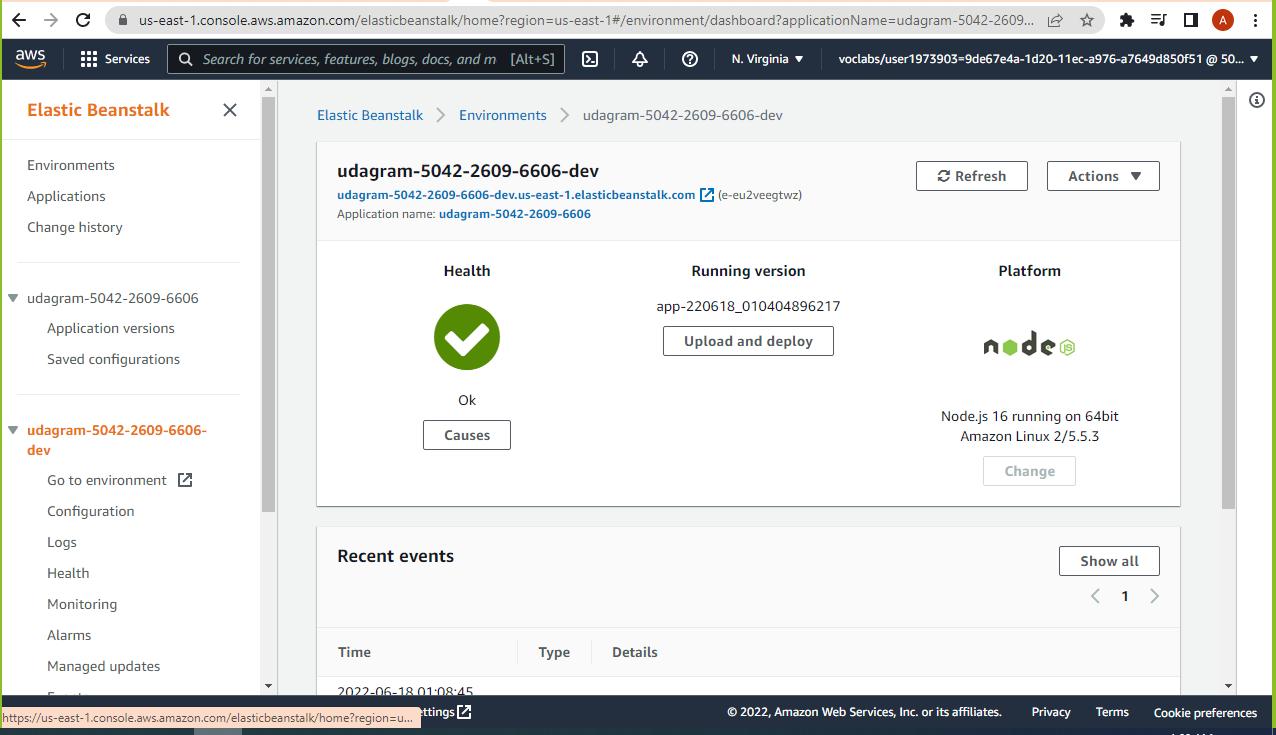 us-east-1.console.aws.amazon.com/elasticbeanstalk/home?region=us-east-1#/environment/dashboard?applicationName=udagram-5042-2609...
A
aws
Services
Search for services, features, blogs, docs, and m [Alt+S]
N. Virginia ▼
voclabs/user1973903=9de67e4a-1d20-11ec-a976-a7649d850f51 @ 50... ▼
Elastic Beanstalk
Environments
Applications
Change history
udagram-5042-2609-6606
Application versions
Saved configurations
udagram-5042-2609-6606-
dev
Go to environment
Configuration
Logs
Health
Monitoring
Alarms
Managed updates
Elastic Beanstalk > Environments > udagram-5042-2609-6606-dev
udagram-5042-2609-6606-dev
udagram-5042-2609-6606-dev.us-east-1.elasticbeanstalk.com (e-eu2veegtwz)
Application name: udagram-5042-2609-6606
Refresh
Actions ▼
Health
Ok
Causes
Running version
app-220618_010404896217
Upload and deploy
Platform
node JS
Node.js 16 running on 64bit
Amazon Linux 2/5.5.3
Change
Recent events
Show all
< 1 >
Time Type Details
2022-06-18 01:08:45
https://us-east-1.console.aws.amazon.com/elasticbeanstalk/home?region=u...
ettings
© 2022, Amazon Web Services, Inc. or its affiliates.
Privacy
Terms
Cookie preferences